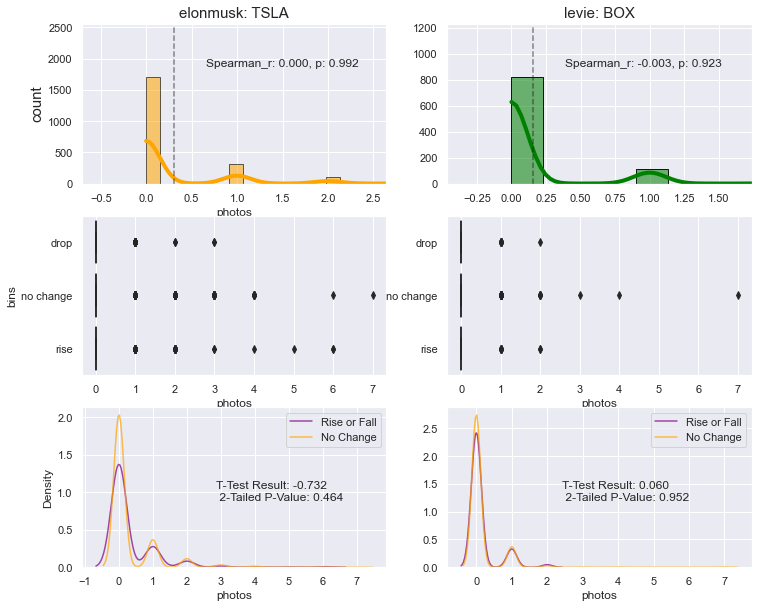 elonmusk: TSLA
levie: BOX
2500
2000
1500
1000
500
0
count
Spearman_r: 0.000, p: 0.992
−0.5 0.0 0.5 1.0 1.5 2.0 2.5
photos
1200
1000
800
600
400
200
0
Spearman_r: -0.003, p: 0.923
−0.25 0.00 0.25 0.50 0.75 1.00 1.25 1.50
drop
no change
rise
bins
0 1 2 3 4 5 6 7
photos
drop
no change
rise
0 1 2 3 4 5 6 7
photos
2.0
1.5
1.0
0.5
0.0
Density
Rise or Fall
No Change
T-Test Result: -0.732
2-Tailed P-Value: 0.464
−1 0 1 2 3 4 5 6 7
photos
2.5
2.0
1.5
1.0
0.5
0.0
Rise or Fall
No Change
T-Test Result: 0.060
2-Tailed P-Value: 0.952
0 1 2 3 4 5 6 7
photos